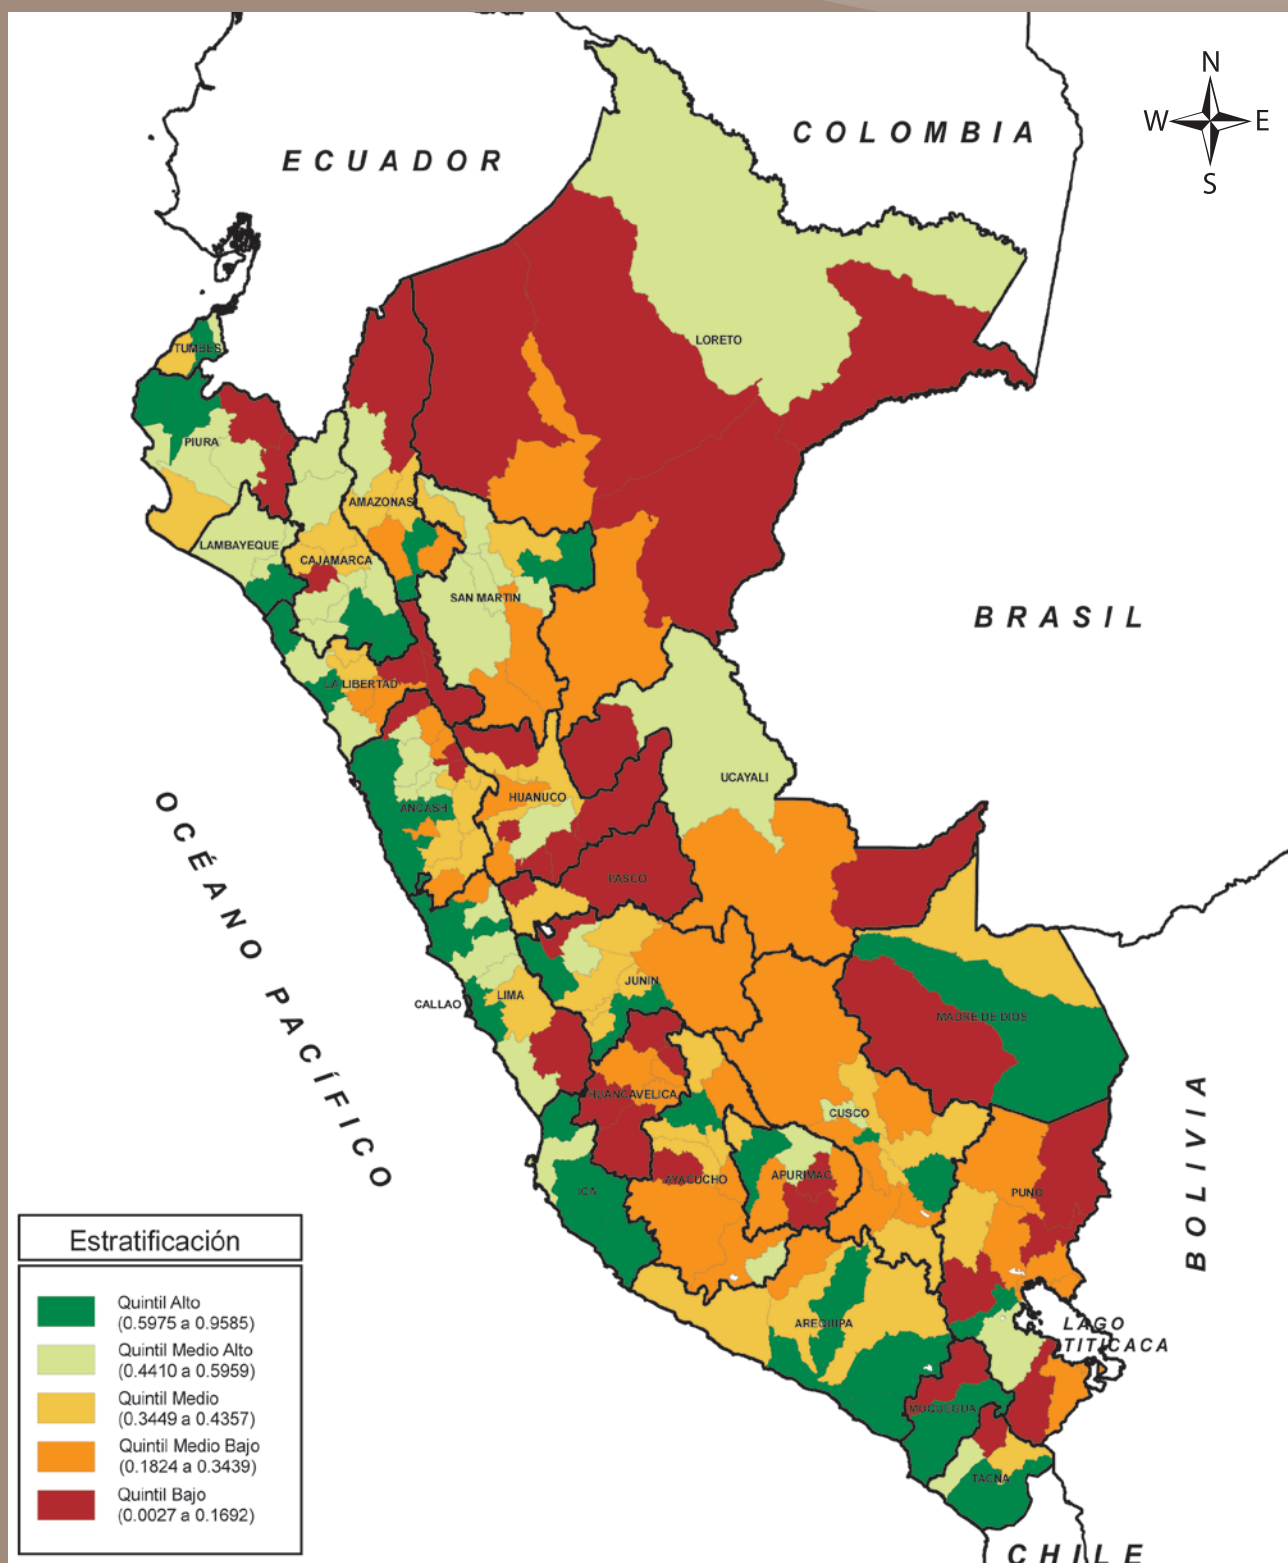 N
W E
S
COLOMBIA
ECUADOR
LORETO
TUMBES
PIURA
AMAZONAS
LAMBAYEQUE
CAJAMARCA
SAN MARTIN
BRASIL
LA LIBERTAD
UCAYALI
HUANUCO
ANCASH
OCÉANO PACÍFICO
PASCO
JUNIN
LIMA
CALLAO
MADRE DE DIOS
HUANCAVELICA
CUSCO
BOLIVIA
APURIMAC
AYACUCHO
ICA
PUNO
AREQUIPA
LAGO
TITICACA
MOQUEGUA
TACNA
CHILE
Estratificación
Quintil Alto
(0.5975 a 0.9585)
Quintil Medio Alto
(0.4410 a 0.5959)
Quintil Medio
(0.3449 a 0.4357)
Quintil Medio Bajo
(0.1824 a 0.3439)
Quintil Bajo
(0.0027 a 0.1692)